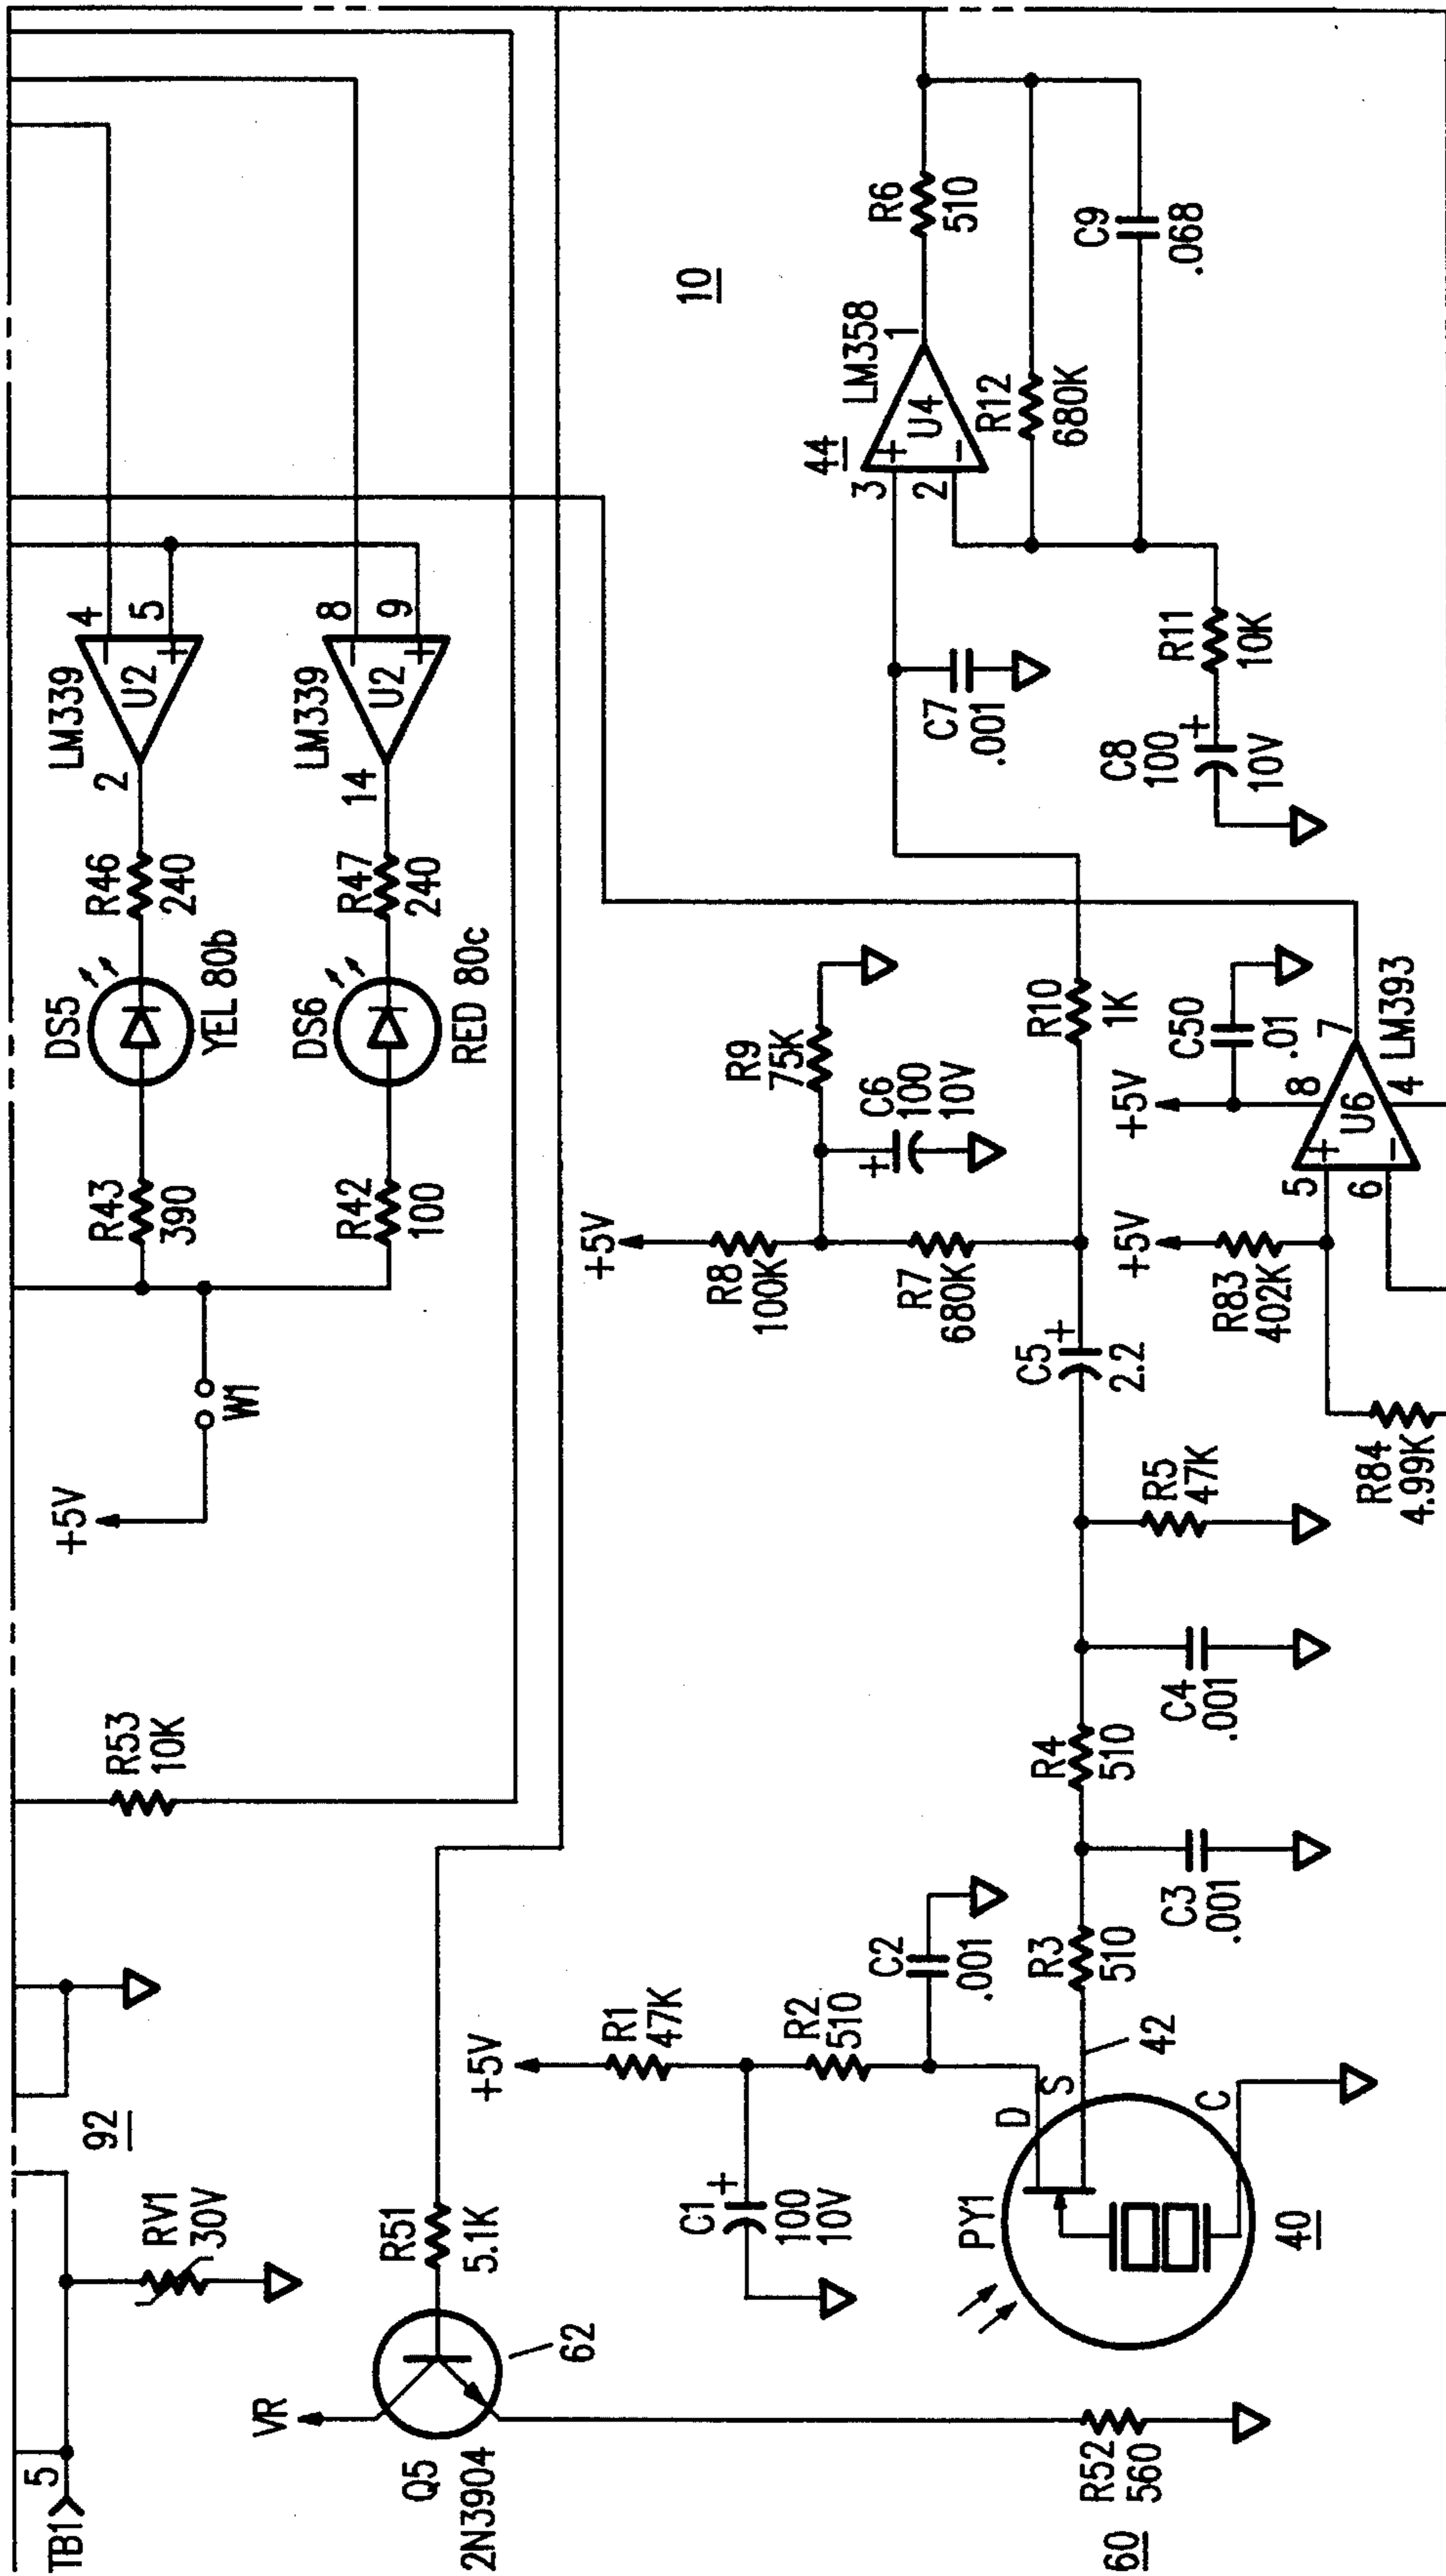 TB1
5
RV1
30V
92
R53
10K
+5V
W1
R43
390
DS5
YEL 80b
R46
240
2
LM339
U2
4
5
−
+
R42
100
DS6
RED 80c
R47
240
14
LM339
U2
8
9
−
+
VR
Q5
2N3904
62
R51
5.1K
R52
560
60
+5V
R1
47K
C1
+
100
10V
R2
510
C2
.001
PY1
D
S
C
40
42
R3
510
C3
.001
R4
510
C4
.001
R5
47K
C5
+
2.2
+5V
R8
100K
R7
680K
R9
75K
C6
+
100
10V
R10
1K
C7
.001
+5V
R83
402K
R84
4.99K
5
6
+
−
U6
+5V
8
C50
.01
7
4
LM393
C8
100
+
10V
R11
10K
44
3
2
+
−
U4
LM358
1
R12
680K
R6
510
C9
.068
10